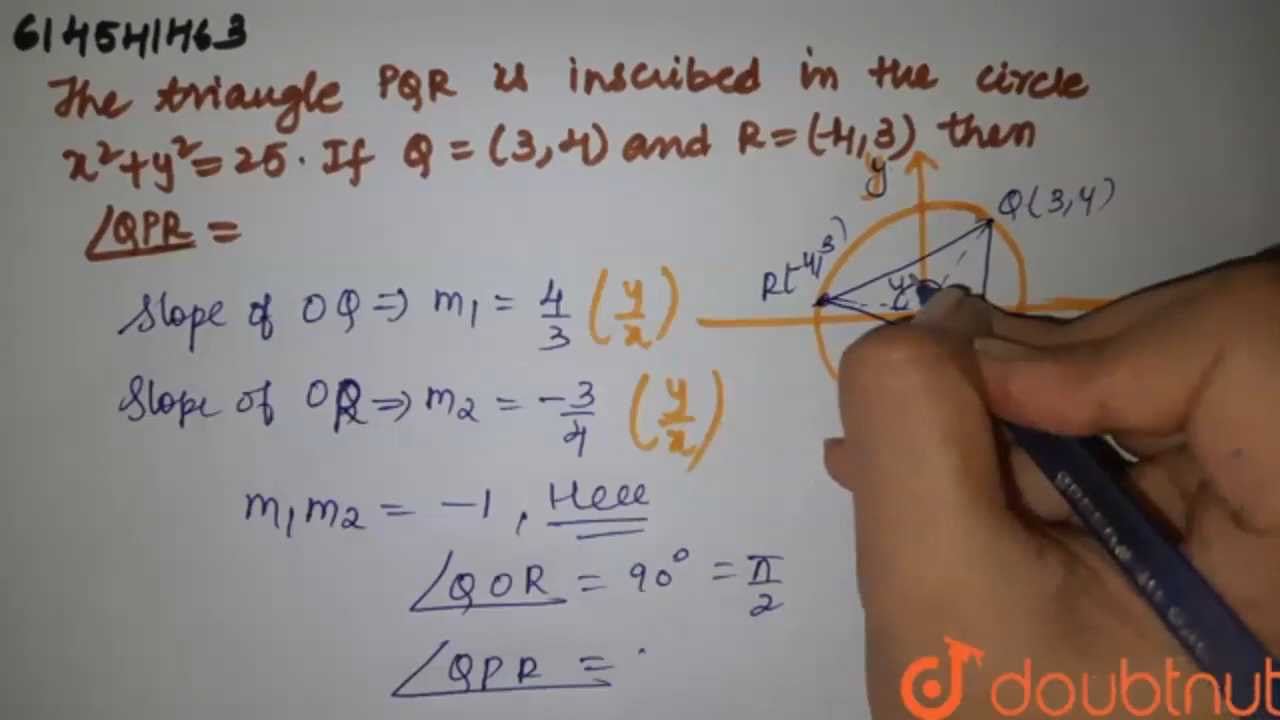 614541463
The triangle PQR is inscribed in the circle
x²+y²=25. If Q = (3,4) and R=(-4,3) then
∠QPR =
y
Q(3,4)
R(-4,3)
Slope of OQ ⇒ m₁ = 4/3 (y/x)
Slope of OR ⇒ m₂ = -3/4 (y/x)
m₁m₂ = -1, Here
∠QOR = 90° = π/2
∠QPR =
doubtnut